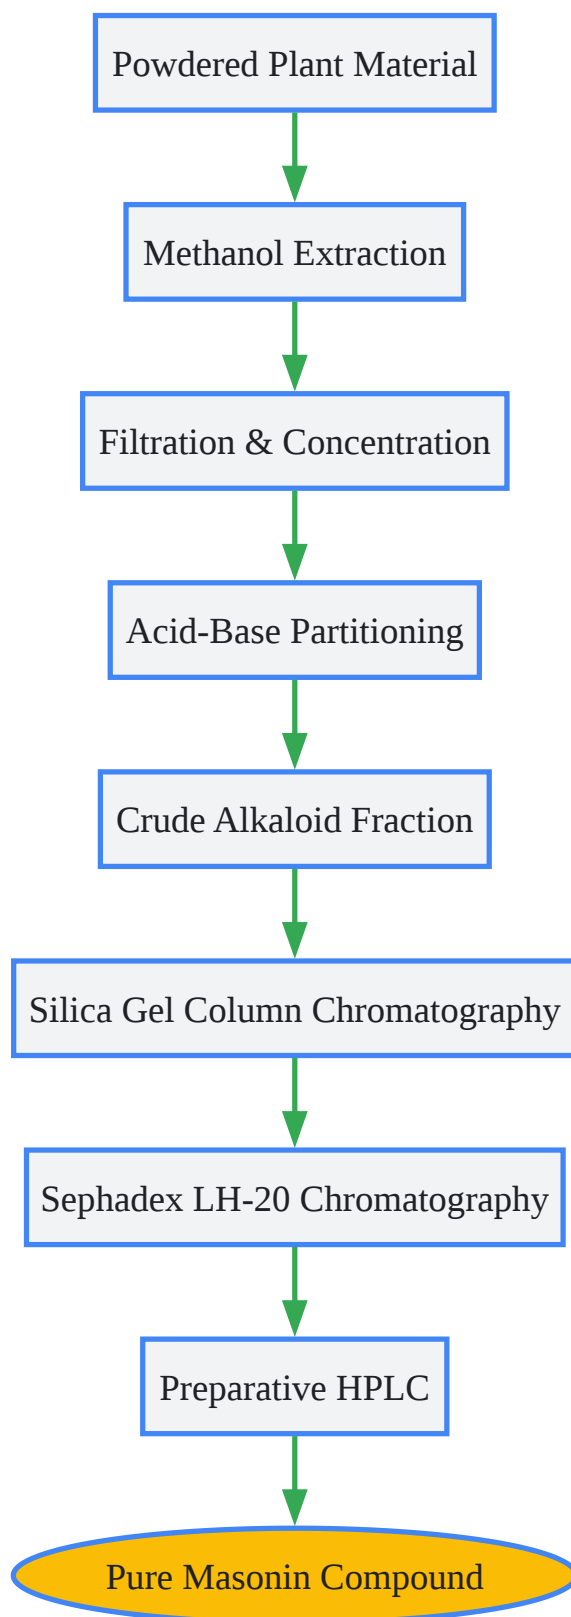 Powdered Plant Material
Methanol Extraction
Filtration & Concentration
Acid-Base Partitioning
Crude Alkaloid Fraction
Silica Gel Column Chromatography
Sephadex LH-20 Chromatography
Preparative HPLC
Pure Masonin Compound